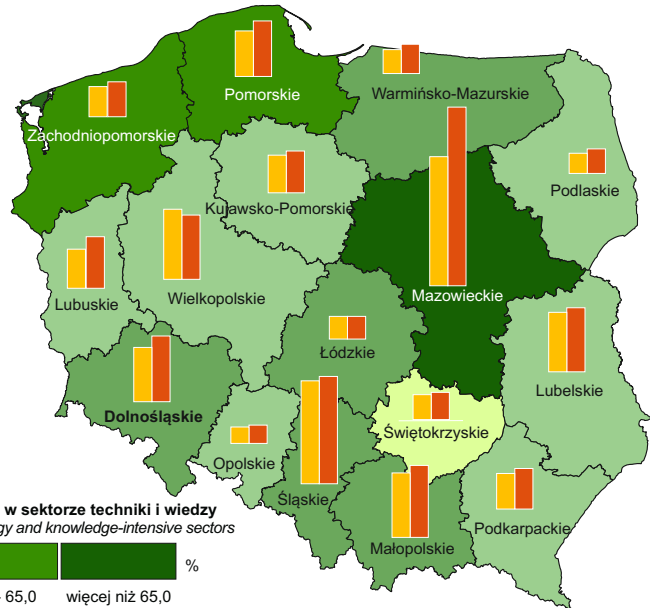 Pomorskie
Warmińsko-Mazurskie
Zachodniopomorskie
Podlaskie
Kujawsko-Pomorskie
Mazowieckie
Lubuskie
Wielkopolskie
Łódzkie
Lubelskie
Dolnośląskie
Świętokrzyskie
Opolskie
Śląskie
Podkarpackie
Małopolskie
w sektorze techniki i wiedzy
gy and knowledge-intensive sectors
%
65,0 więcej niż 65,0